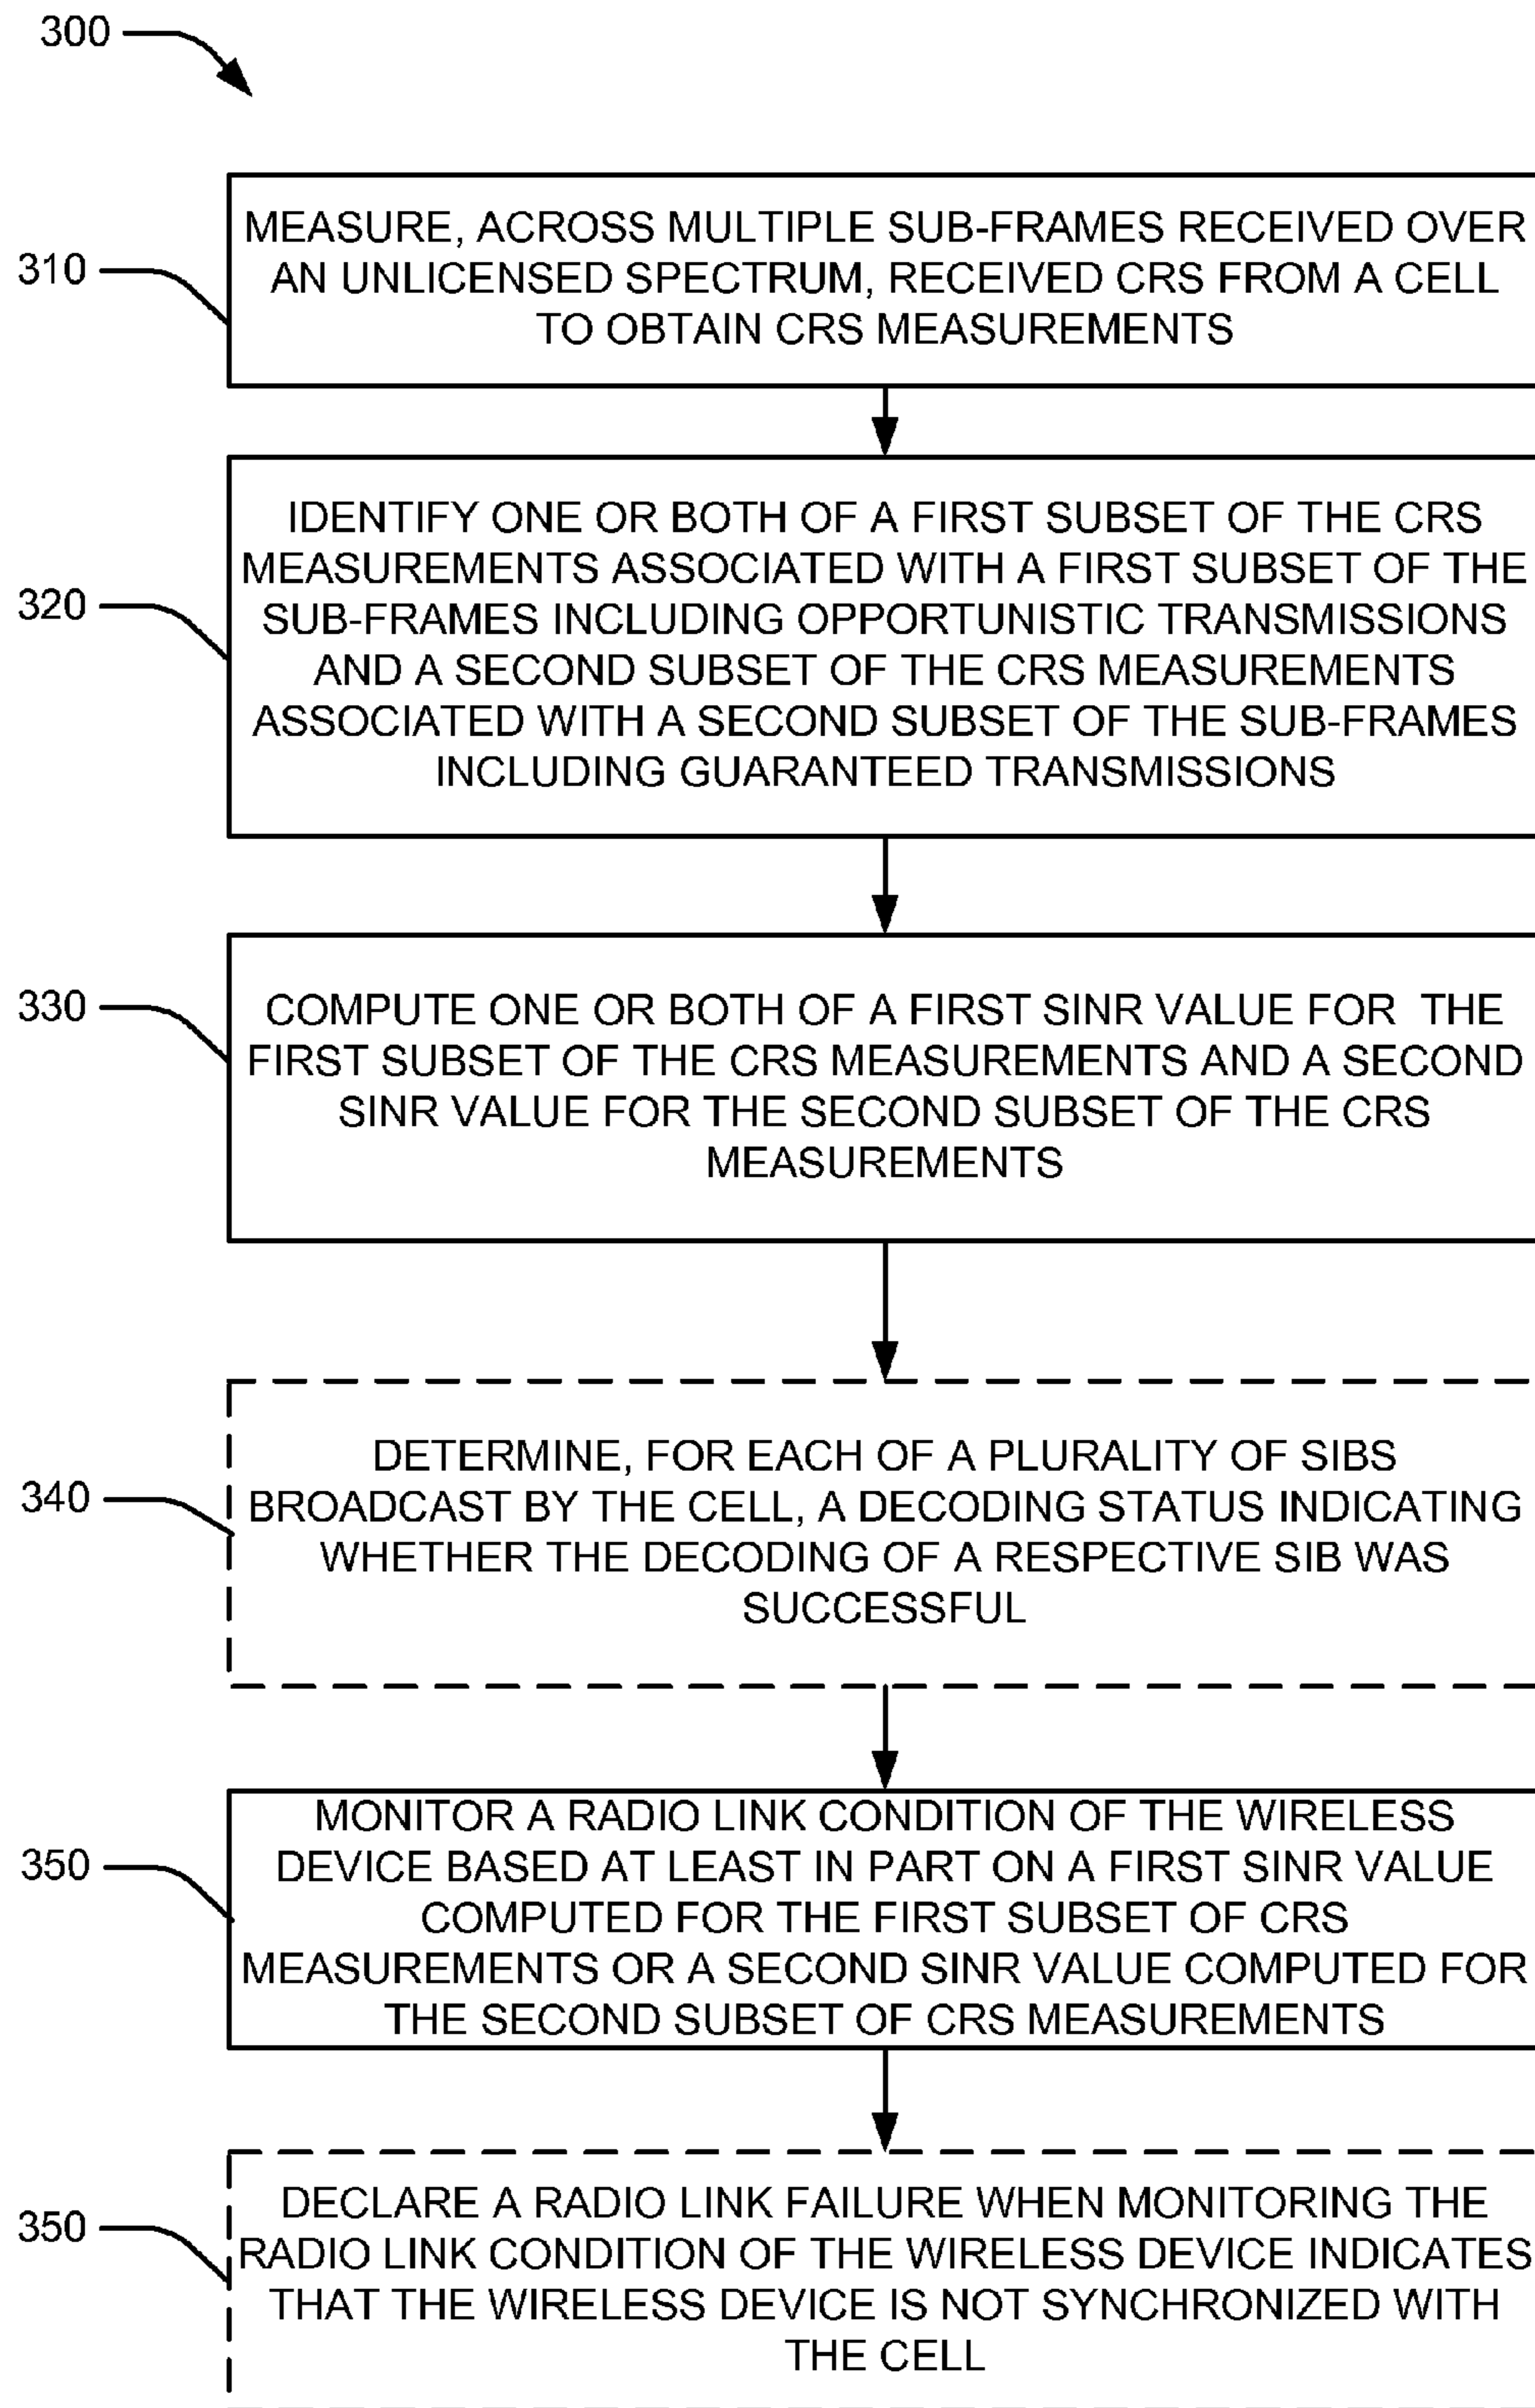 300
310
MEASURE, ACROSS MULTIPLE SUB-FRAMES RECEIVED OVER
AN UNLICENSED SPECTRUM, RECEIVED CRS FROM A CELL
TO OBTAIN CRS MEASUREMENTS
320
IDENTIFY ONE OR BOTH OF A FIRST SUBSET OF THE CRS
MEASUREMENTS ASSOCIATED WITH A FIRST SUBSET OF THE
SUB-FRAMES INCLUDING OPPORTUNISTIC TRANSMISSIONS
AND A SECOND SUBSET OF THE CRS MEASUREMENTS
ASSOCIATED WITH A SECOND SUBSET OF THE SUB-FRAMES
INCLUDING GUARANTEED TRANSMISSIONS
330
COMPUTE ONE OR BOTH OF A FIRST SINR VALUE FOR THE
FIRST SUBSET OF THE CRS MEASUREMENTS AND A SECOND
SINR VALUE FOR THE SECOND SUBSET OF THE CRS
MEASUREMENTS
340
DETERMINE, FOR EACH OF A PLURALITY OF SIBS
BROADCAST BY THE CELL, A DECODING STATUS INDICATING
WHETHER THE DECODING OF A RESPECTIVE SIB WAS
SUCCESSFUL
350
MONITOR A RADIO LINK CONDITION OF THE WIRELESS
DEVICE BASED AT LEAST IN PART ON A FIRST SINR VALUE
COMPUTED FOR THE FIRST SUBSET OF CRS
MEASUREMENTS OR A SECOND SINR VALUE COMPUTED FOR
THE SECOND SUBSET OF CRS MEASUREMENTS
350
DECLARE A RADIO LINK FAILURE WHEN MONITORING THE
RADIO LINK CONDITION OF THE WIRELESS DEVICE INDICATES
THAT THE WIRELESS DEVICE IS NOT SYNCHRONIZED WITH
THE CELL